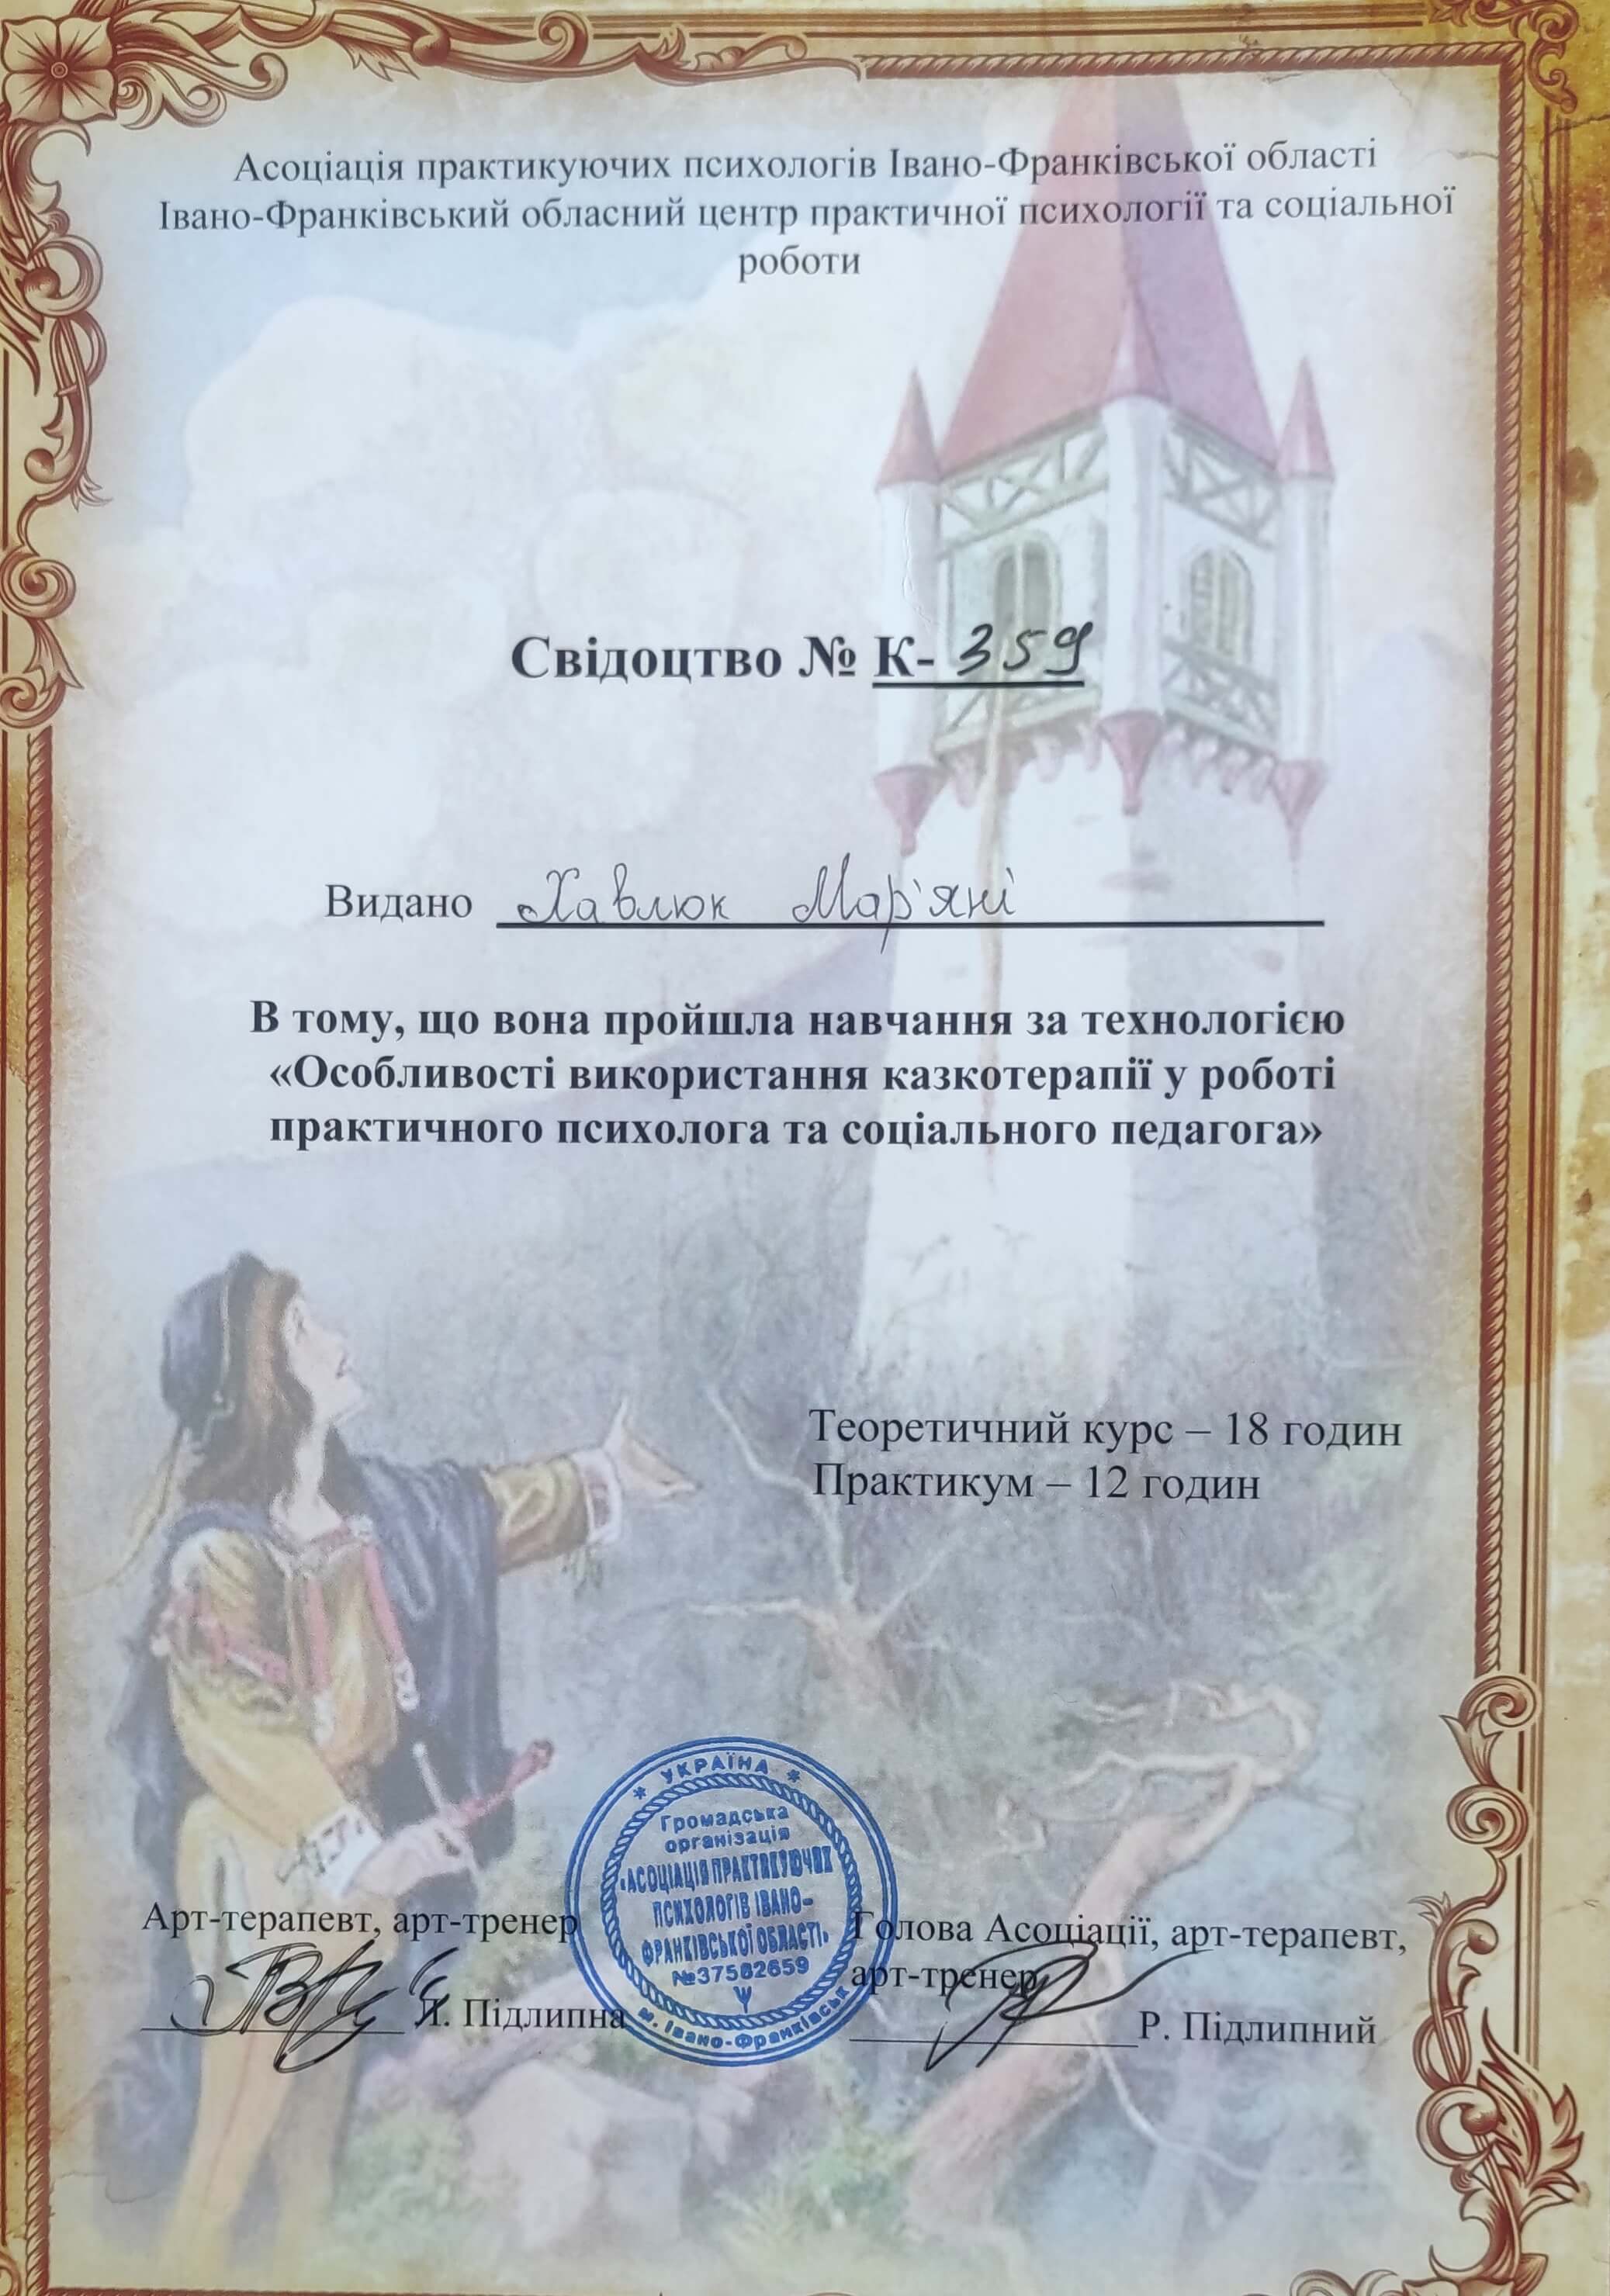 Асоціація практикуючих психологів Івано-Франківської області
Івано-Франківський обласний центр практичної психології та соціальної
роботи
Свідоцтво № К- 359
Видано Хавлюк Мар'яні
В тому, що вона пройшла навчання за технологією
«Особливості використання казкотерапії у роботі
практичного психолога та соціального педагога»
Теоретичний курс – 18 годин
Практикум – 12 годин
* УКРАЇНА *
Громадська
організація
«АСОЦІАЦІЯ ПРАКТИКУЮЧИХ
ПСИХОЛОГІВ ІВАНО-
ФРАНКІВСЬКОЇ ОБЛАСТІ»
№37582659
м. Івано-Франківськ
Арт-терапевт, арт-тренер
Л. Підлипна
Голова Асоціації, арт-терапевт,
арт-тренер
Р. Підлипний